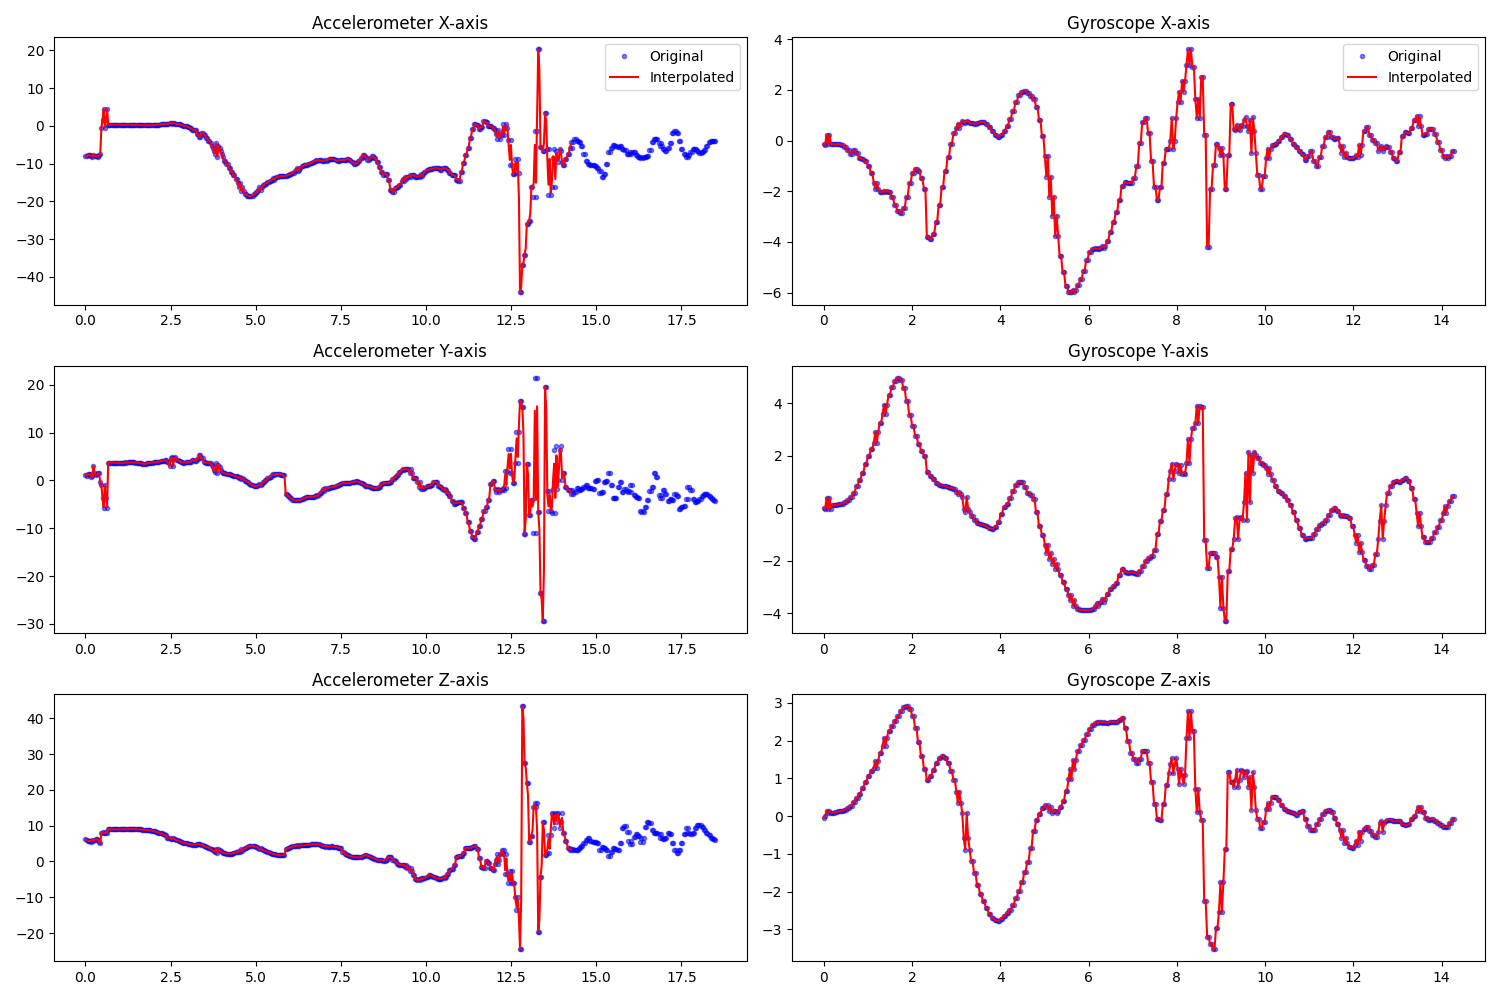 Accelerometer X-axis
20
10
0
−10
−20
−30
−40
0.0 2.5 5.0 7.5 10.0 12.5 15.0 17.5
Original
Interpolated
Gyroscope X-axis
4
2
0
−2
−4
−6
0 2 4 6 8 10 12 14
Original
Interpolated
Accelerometer Y-axis
20
10
0
−10
−20
−30
0.0 2.5 5.0 7.5 10.0 12.5 15.0 17.5
Gyroscope Y-axis
4
2
0
−2
−4
0 2 4 6 8 10 12 14
Accelerometer Z-axis
40
30
20
10
0
−10
−20
0.0 2.5 5.0 7.5 10.0 12.5 15.0 17.5
Gyroscope Z-axis
3
2
1
0
−1
−2
−3
0 2 4 6 8 10 12 14